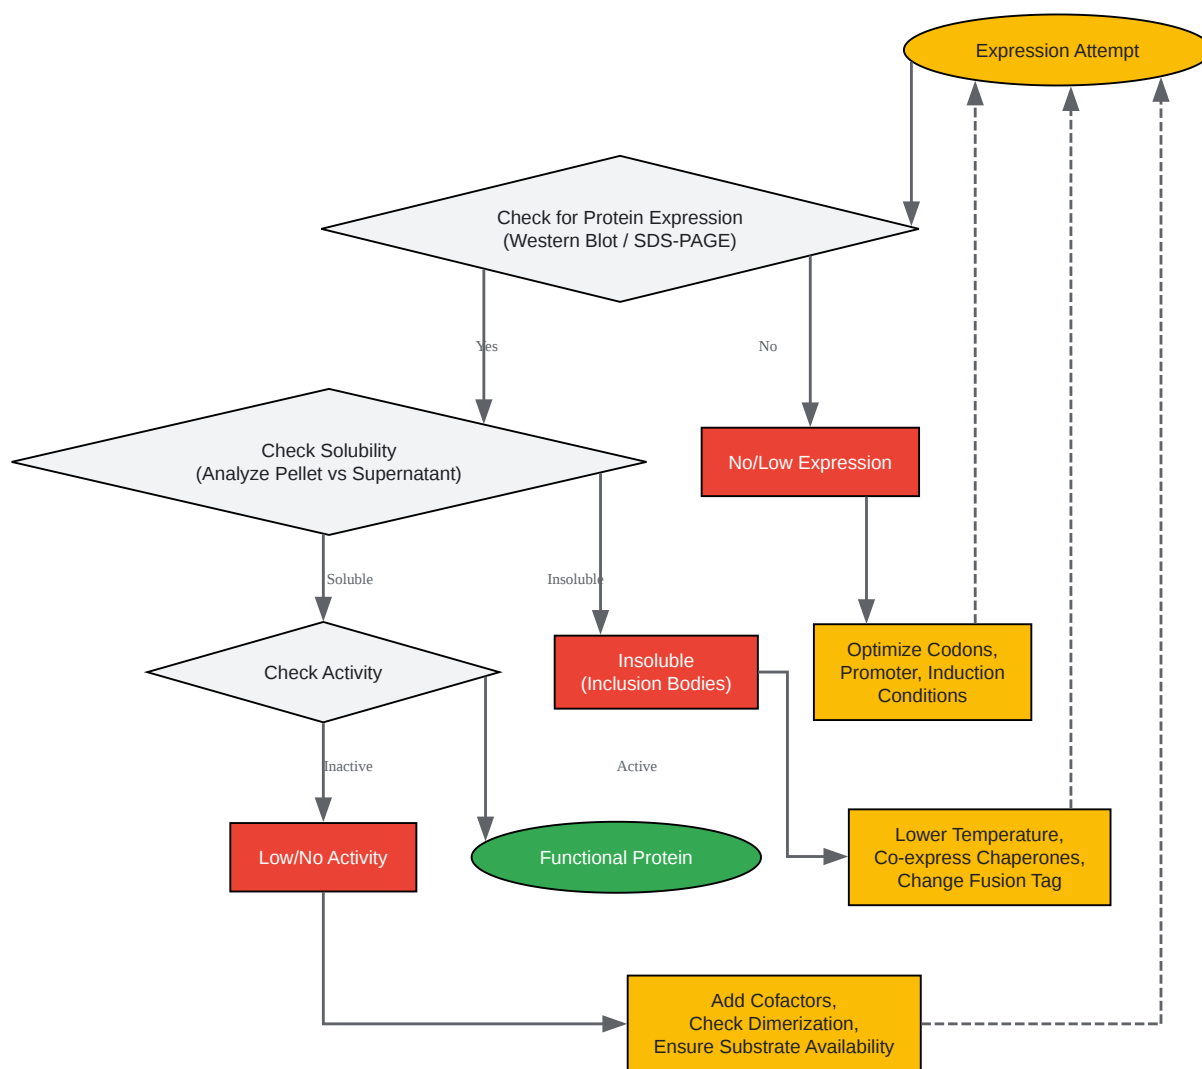 Expression Attempt
Check for Protein Expression
(Western Blot / SDS-PAGE)
Yes
No
Check Solubility
(Analyze Pellet vs Supernatant)
No/Low Expression
Soluble
Insoluble
Insoluble
(Inclusion Bodies)
Optimize Codons,
Promoter, Induction
Conditions
Check Activity
Inactive
Active
Low/No Activity
Functional Protein
Lower Temperature,
Co-express Chaperones,
Change Fusion Tag
Add Cofactors,
Check Dimerization,
Ensure Substrate Availability